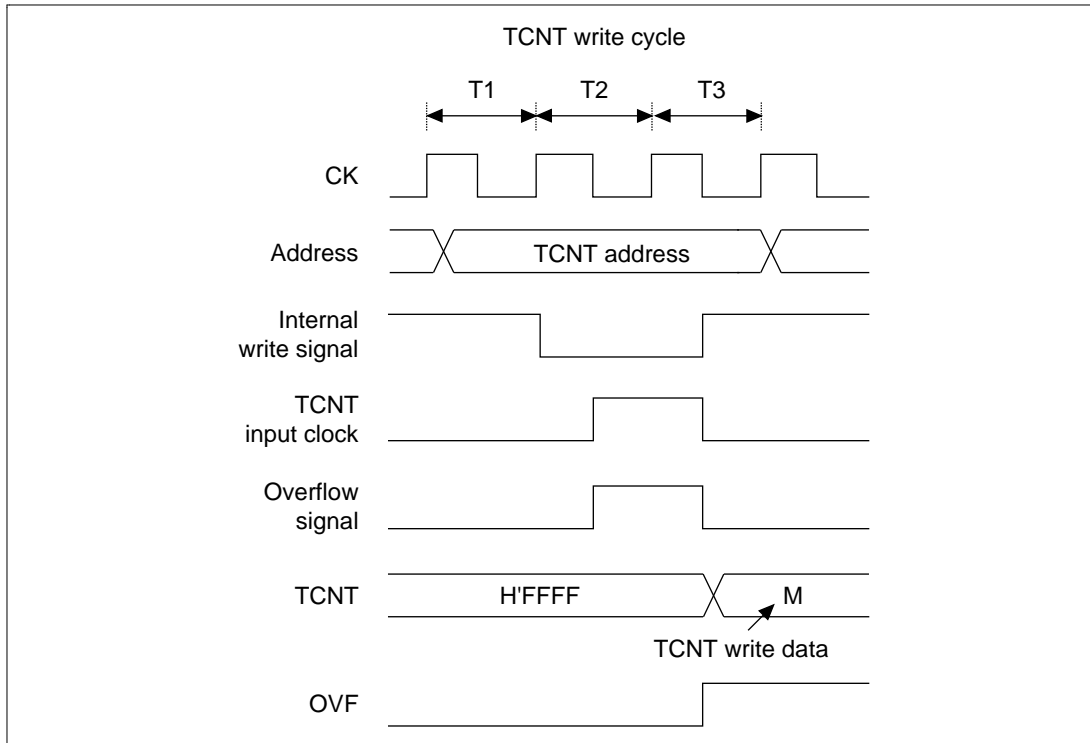 TCNT write cycle
T1 T2 T3
CK
Address
TCNT address
Internal
write signal
TCNT
input clock
Overflow
signal
TCNT
H'FFFF
M
TCNT write data
OVF